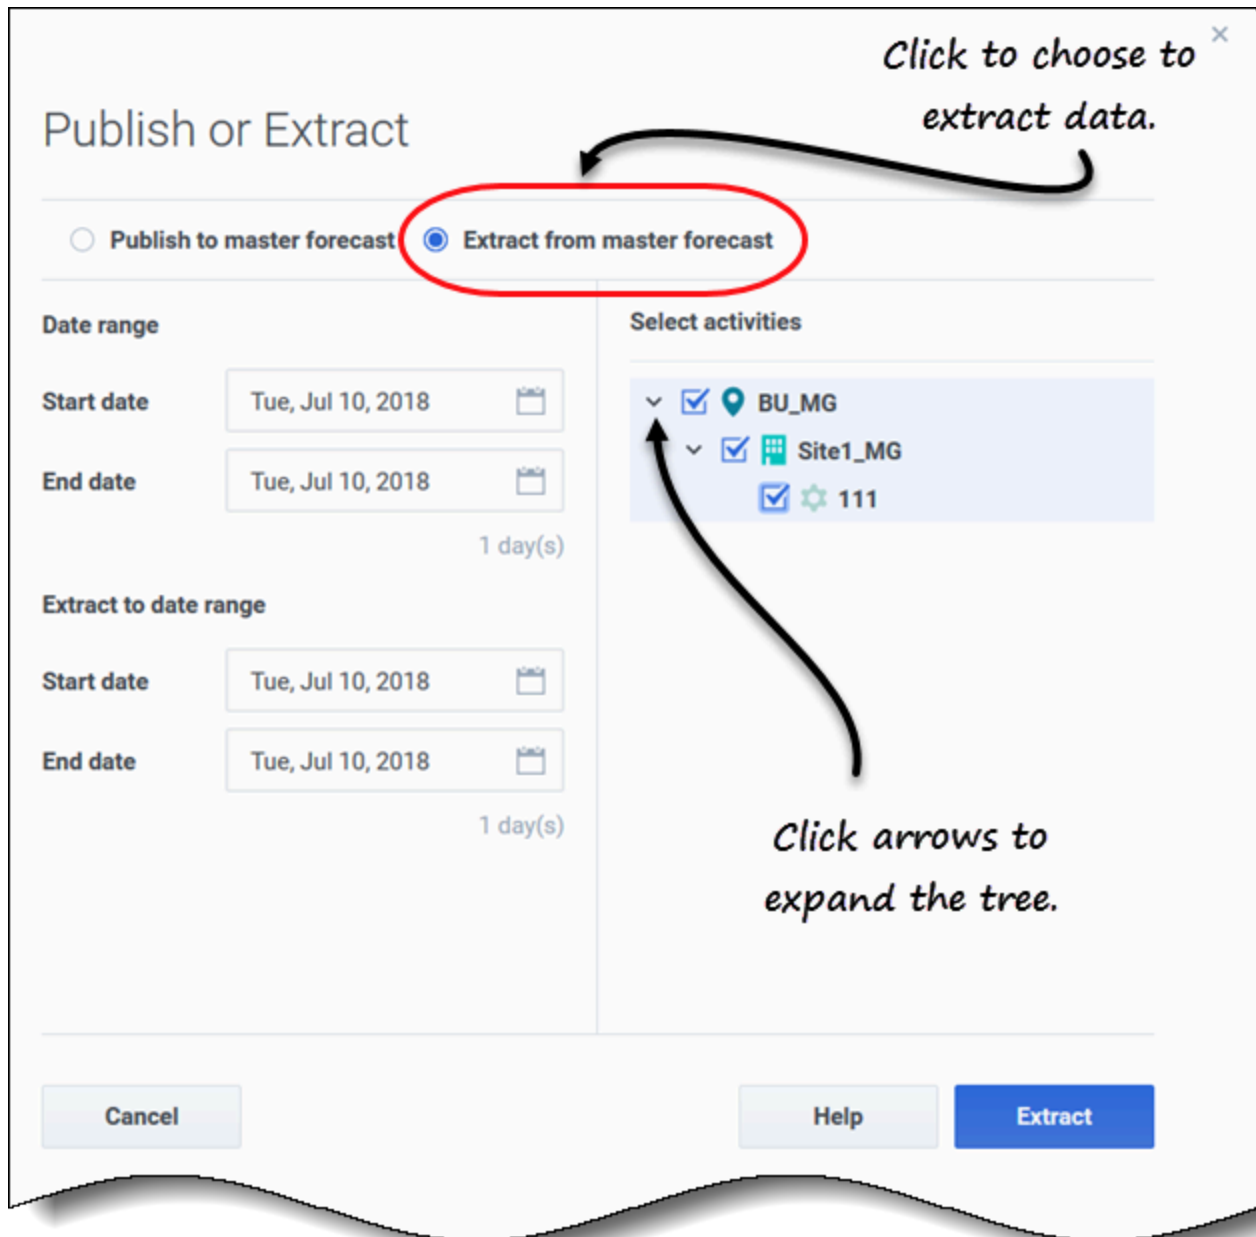 Click to choose to
extract data.
Publish or Extract
Publish to master forecast
Extract from master forecast
Date range
Start date
Tue, Jul 10, 2018
End date
Tue, Jul 10, 2018
1 day(s)
Extract to date range
Start date
Tue, Jul 10, 2018
End date
Tue, Jul 10, 2018
1 day(s)
Select activities
BU_MG
Site1_MG
111
Click arrows to
expand the tree.
Cancel
Help
Extract